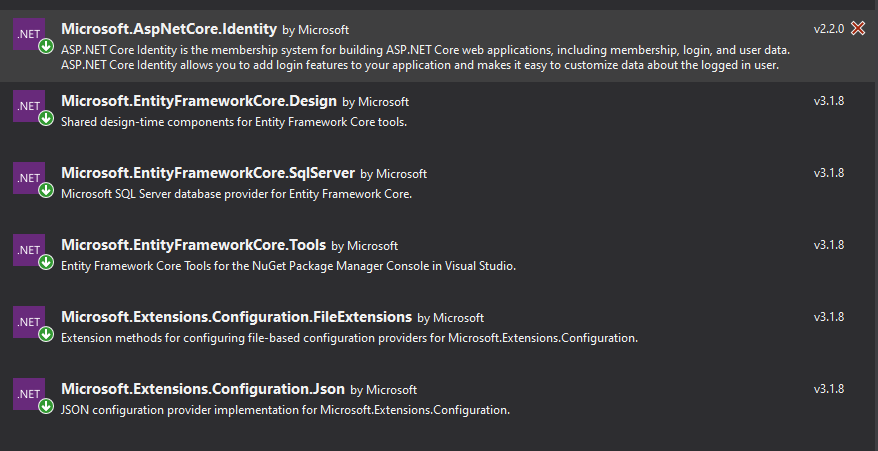 .NET
Microsoft.AspNetCore.Identity by Microsoft v2.2.0
ASP.NET Core Identity is the membership system for building ASP.NET Core web applications, including membership, login, and user data.
ASP.NET Core Identity allows you to add login features to your application and makes it easy to customize data about the logged in user.
.NET
Microsoft.EntityFrameworkCore.Design by Microsoft v3.1.8
Shared design-time components for Entity Framework Core tools.
.NET
Microsoft.EntityFrameworkCore.SqlServer by Microsoft v3.1.8
Microsoft SQL Server database provider for Entity Framework Core.
.NET
Microsoft.EntityFrameworkCore.Tools by Microsoft v3.1.8
Entity Framework Core Tools for the NuGet Package Manager Console in Visual Studio.
.NET
Microsoft.Extensions.Configuration.FileExtensions by Microsoft v3.1.8
Extension methods for configuring file-based configuration providers for Microsoft.Extensions.Configuration.
.NET
Microsoft.Extensions.Configuration.Json by Microsoft v3.1.8
JSON configuration provider implementation for Microsoft.Extensions.Configuration.